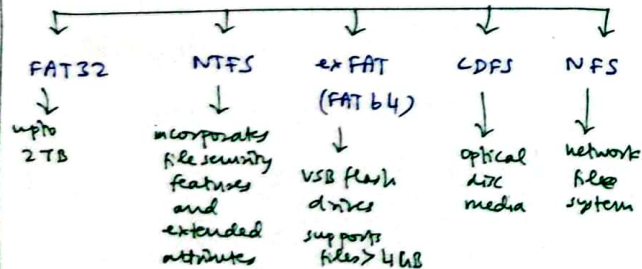 FAT32 NTFS exFAT CDFS NFS
(FAT64)
upto
2TB
incorporates
file security
features
and
extended
attributes
USB flash
drives
supports
files > 4GB
optical
disc
media
network
file
system